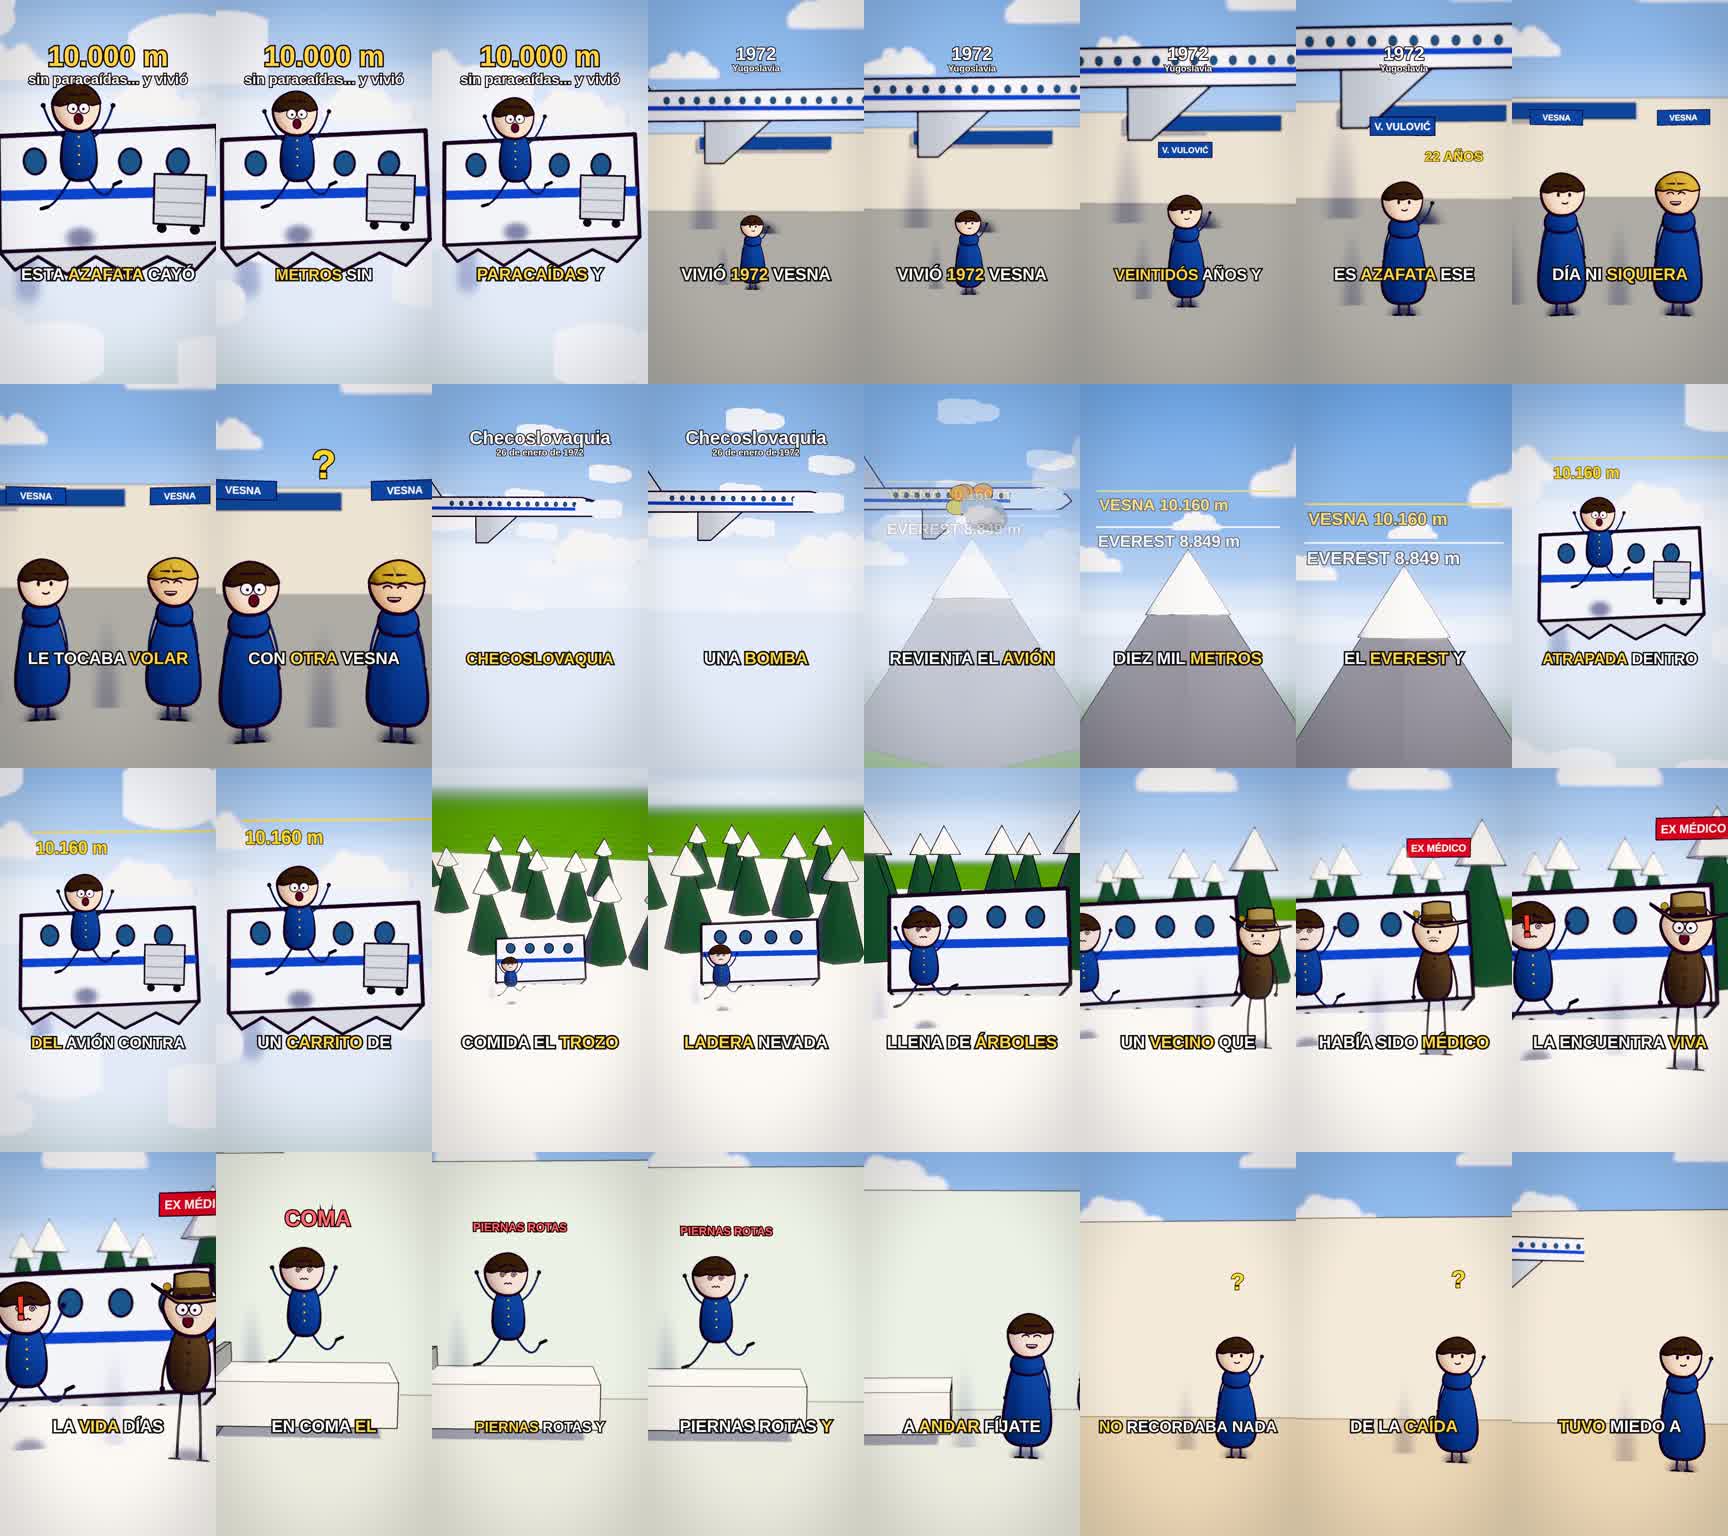 10.000 m
sin paracaídas... y vivió
ESTA AZAFATA CAYÓ
10.000 m
sin paracaídas... y vivió
METROS SIN
10.000 m
sin paracaídas... y vivió
PARACAÍDAS Y
1972
Yugoslavia
VIVIÓ 1972 VESNA
1972
Yugoslavia
VIVIÓ 1972 VESNA
1972
Yugoslavia
V. VULOVIĆ
VEINTIDÓS AÑOS Y
1972
Yugoslavia
V. VULOVIĆ
22 AÑOS
ES AZAFATA ESE
VESNA
VESNA
DÍA NI SIQUIERA
VESNA
VESNA
LE TOCABA VOLAR
?
VESNA
VESNA
CON OTRA VESNA
Checoslovaquia
26 de enero de 1972
CHECOSLOVAQUIA
Checoslovaquia
26 de enero de 1972
UNA BOMBA
EVEREST 8.849 m
REVIENTA EL AVIÓN
VESNA 10.160 m
EVEREST 8.849 m
DIEZ MIL METROS
VESNA 10.160 m
EVEREST 8.849 m
EL EVEREST Y
10.160 m
ATRAPADA DENTRO
10.160 m
DEL AVIÓN CONTRA
10.160 m
UN CARRITO DE
COMIDA EL TROZO
LADERA NEVADA
LLENA DE ÁRBOLES
UN VECINO QUE
EX MÉDICO
HABÍA SIDO MÉDICO
EX MÉDICO
!
LA ENCUENTRA VIVA
EX MÉDI
!
LA VIDA DÍAS
COMA
EN COMA EL
PIERNAS ROTAS
PIERNAS ROTAS Y
PIERNAS ROTAS
PIERNAS ROTAS Y
A ANDAR FÍJATE
?
NO RECORDABA NADA
?
DE LA CAÍDA
TUVO MIEDO A